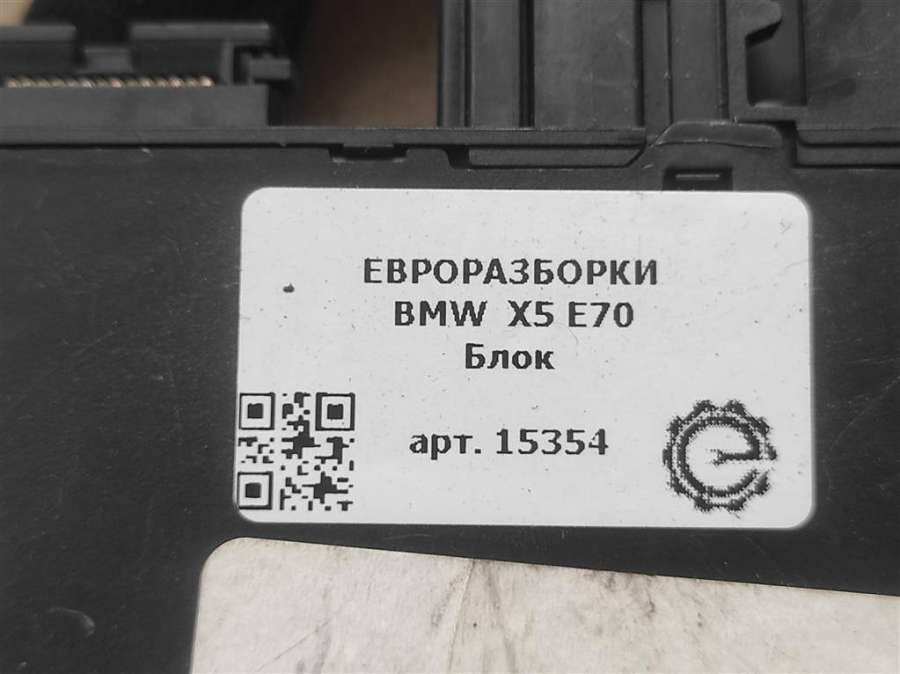 ЕВРОРАЗБОРКИ
BMW X5 E70
Блок
арт. 15354